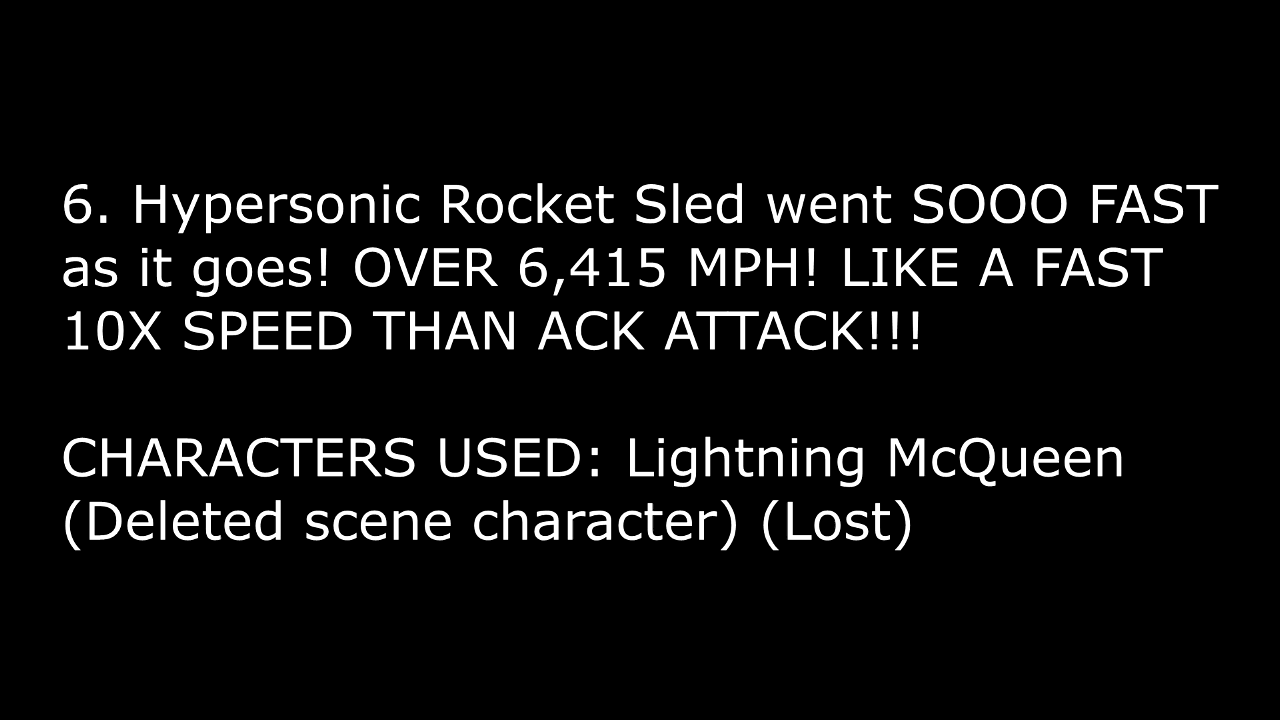 6. Hypersonic Rocket Sled went SOOO FAST
as it goes! OVER 6,415 MPH! LIKE A FAST
10X SPEED THAN ACK ATTACK!!!
CHARACTERS USED: Lightning McQueen
(Deleted scene character) (Lost)